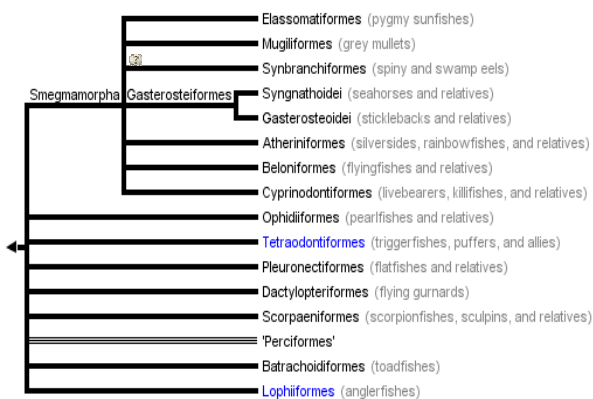 Elassomatiformes (pygmy sunfishes)
Mugiliformes (grey mullets)
?
Synbranchiformes (spiny and swamp eels)
Smegmamorpha Gasterosteiformes Syngnathoidei (seahorses and relatives)
Gasterosteoidei (sticklebacks and relatives)
Atheriniformes (silversides, rainbowfishes, and relatives)
Beloniformes (flyingfishes and relatives)
Cyprinodontiformes (livebearers, killifishes, and relatives)
Ophidiiformes (pearlfishes and relatives)
Tetraodontiformes (triggerfishes, puffers, and allies)
Pleuronectiformes (flatfishes and relatives)
Dactylopteriformes (flying gurnards)
Scorpaeniformes (scorpionfishes, sculpins, and relatives)
'Perciformes'
Batrachoidiformes (toadfishes)
Lophiiformes (anglerfishes)